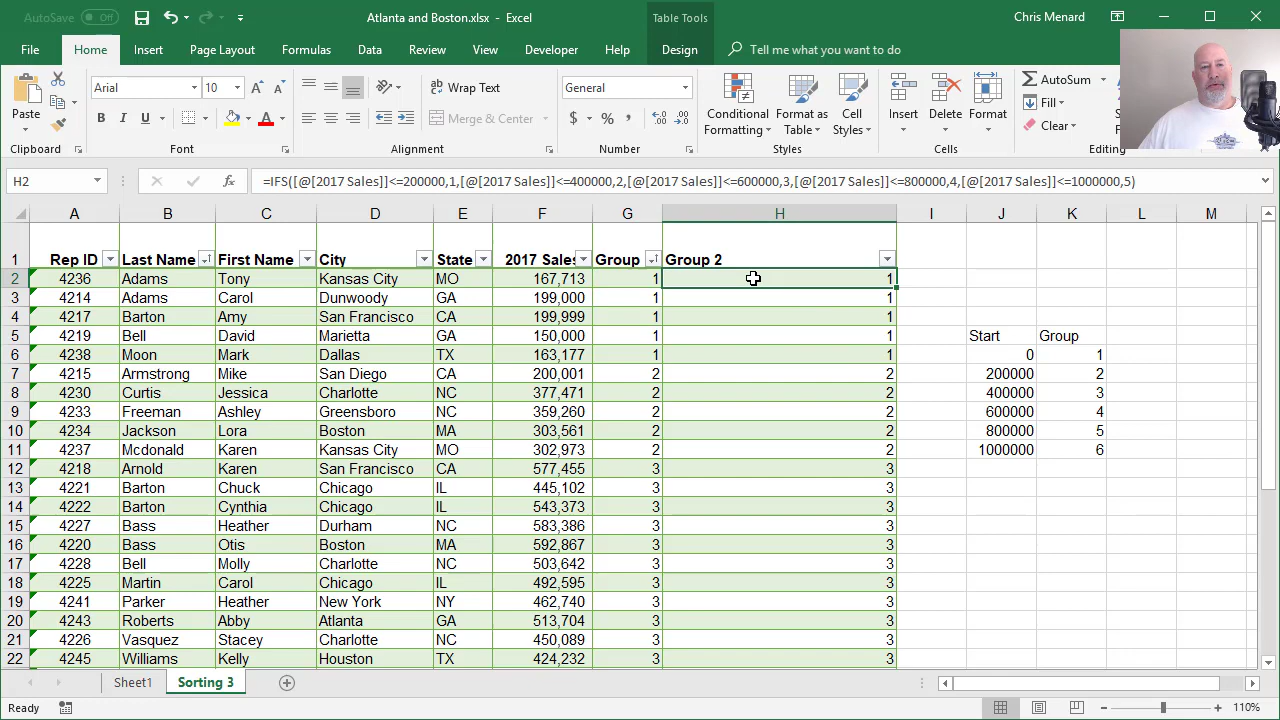 AutoSave Off Atlanta and Boston.xlsx - Excel Table Tools Chris Menard
File Home Insert Page Layout Formulas Data Review View Developer Help Design Tell me what you want to do
Paste Arial 10 Wrap Text General Conditional Formatting Format as Table Cell Styles Insert Delete Format AutoSum
B I U Merge & Center $ % , Fill
Clear
Clipboard Font Alignment Number Styles Cells Editing
H2 fx =IFS([@[2017 Sales]]<=200000,1,[@[2017 Sales]]<=400000,2,[@[2017 Sales]]<=600000,3,[@[2017 Sales]]<=800000,4,[@[2017 Sales]]<=1000000,5)
A B C D E F G H I J K L M
1 Rep ID Last Name First Name City State 2017 Sales Group Group 2
2 4236 Adams Tony Kansas City MO 167,713 1 1
3 4214 Adams Carol Dunwoody GA 199,000 1 1
4 4217 Barton Amy San Francisco CA 199,999 1 1
5 4219 Bell David Marietta GA 150,000 1 1 Start Group
6 4238 Moon Mark Dallas TX 163,177 1 1 0 1
7 4215 Armstrong Mike San Diego CA 200,001 2 2 200000 2
8 4230 Curtis Jessica Charlotte NC 377,471 2 2 400000 3
9 4233 Freeman Ashley Greensboro NC 359,260 2 2 600000 4
10 4234 Jackson Lora Boston MA 303,561 2 2 800000 5
11 4237 Mcdonald Karen Kansas City MO 302,973 2 2 1000000 6
12 4218 Arnold Karen San Francisco CA 577,455 3 3
13 4221 Barton Chuck Chicago IL 445,102 3 3
14 4222 Barton Cynthia Chicago IL 543,373 3 3
15 4227 Bass Heather Durham NC 583,386 3 3
16 4220 Bass Otis Boston MA 592,867 3 3
17 4228 Bell Molly Charlotte NC 503,642 3 3
18 4225 Martin Carol Chicago IL 492,595 3 3
19 4241 Parker Heather New York NY 462,740 3 3
20 4243 Roberts Abby Atlanta GA 513,704 3 3
21 4226 Vasquez Stacey Charlotte NC 450,089 3 3
22 4245 Williams Kelly Houston TX 424,232 3 3
Sheet1 Sorting 3
Ready 110%